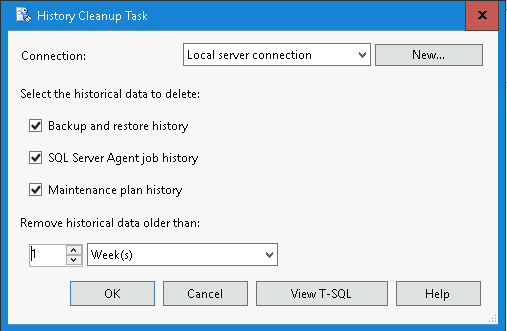 History Cleanup Task
x
Connection: Local server connection New...
Select the historical data to delete:
Backup and restore history
SQL Server Agent job history
Maintenance plan history
Remove historical data older than:
1 Week(s)
OK Cancel View T-SQL Help